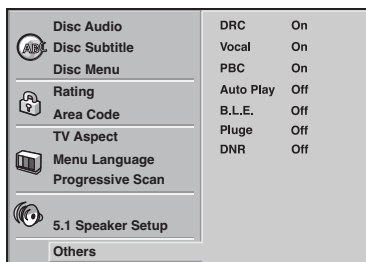 Disc Audio
ABC
Disc Subtitle
Disc Menu
Rating
Area Code
TV Aspect
Menu Language
Progressive Scan
5.1 Speaker Setup
Others
DRC On
Vocal On
PBC On
Auto Play Off
B.L.E. Off
Pluge Off
DNR Off